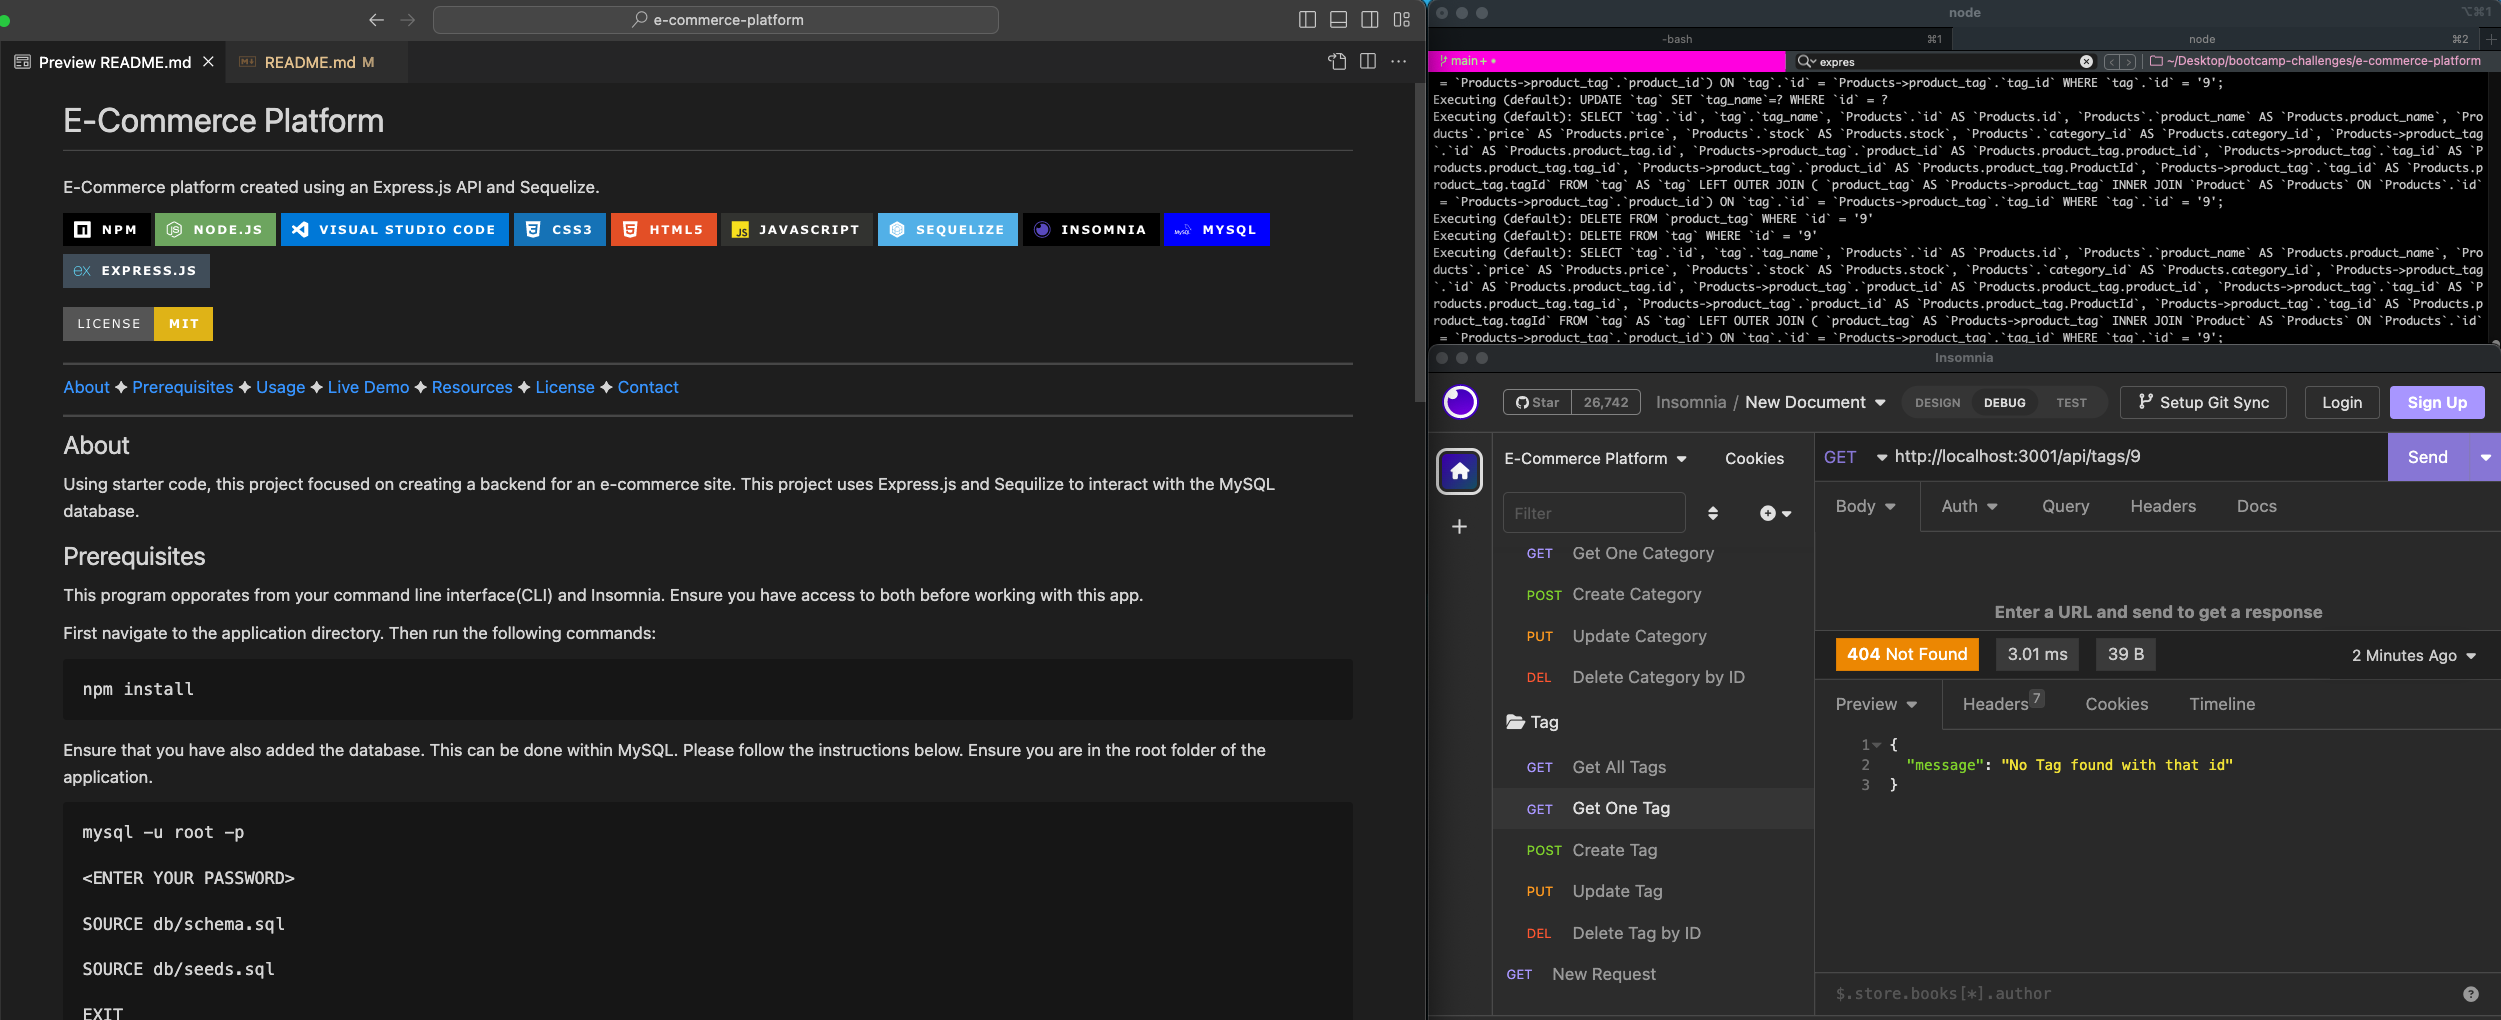 e-commerce-platform
Preview README.md
README.md M
E-Commerce Platform
E-Commerce platform created using an Express.js API and Sequelize.
NPM NODE.JS VISUAL STUDIO CODE CSS3 HTML5 JAVASCRIPT SEQUELIZE INSOMNIA MYSQL
EXPRESS.JS
LICENSE MIT
About ✦ Prerequisites ✦ Usage ✦ Live Demo ✦ Resources ✦ License ✦ Contact
About
Using starter code, this project focused on creating a backend for an e-commerce site. This project uses Express.js and Sequilize to interact with the MySQL
database.
Prerequisites
This program opporates from your command line interface(CLI) and Insomnia. Ensure you have access to both before working with this app.
First navigate to the application directory. Then run the following commands:
npm install
Ensure that you have also added the database. This can be done within MySQL. Please follow the instructions below. Ensure you are in the root folder of the
application.
mysql -u root -p
<ENTER YOUR PASSWORD>
SOURCE db/schema.sql
SOURCE db/seeds.sql
EXIT
node ⌥⌘1
-bash ⌘1 node ⌘2
main+• expres ~/Desktop/bootcamp-challenges/e-commerce-platform
= `Products->product_tag`.`product_id`) ON `tag`.`id` = `Products->product_tag`.`tag_id` WHERE `tag`.`id` = '9';
Executing (default): UPDATE `tag` SET `tag_name`=? WHERE `id` = ?
Executing (default): SELECT `tag`.`id`, `tag`.`tag_name`, `Products`.`id` AS `Products.id`, `Products`.`product_name` AS `Products.product_name`, `Pro
ducts`.`price` AS `Products.price`, `Products`.`stock` AS `Products.stock`, `Products`.`category_id` AS `Products.category_id`, `Products->product_tag
`.`id` AS `Products.product_tag.id`, `Products->product_tag`.`product_id` AS `Products.product_tag.product_id`, `Products->product_tag`.`tag_id` AS `P
roducts.product_tag.tag_id`, `Products->product_tag`.`product_id` AS `Products.product_tag.ProductId`, `Products->product_tag`.`tag_id` AS `Products.p
roduct_tag.tagId` FROM `tag` AS `tag` LEFT OUTER JOIN ( `product_tag` AS `Products->product_tag` INNER JOIN `Product` AS `Products` ON `Products`.`id`
= `Products->product_tag`.`product_id`) ON `tag`.`id` = `Products->product_tag`.`tag_id` WHERE `tag`.`id` = '9';
Executing (default): DELETE FROM `product_tag` WHERE `id` = '9'
Executing (default): DELETE FROM `tag` WHERE `id` = '9'
Executing (default): SELECT `tag`.`id`, `tag`.`tag_name`, `Products`.`id` AS `Products.id`, `Products`.`product_name` AS `Products.product_name`, `Pro
ducts`.`price` AS `Products.price`, `Products`.`stock` AS `Products.stock`, `Products`.`category_id` AS `Products.category_id`, `Products->product_tag
`.`id` AS `Products.product_tag.id`, `Products->product_tag`.`product_id` AS `Products.product_tag.product_id`, `Products->product_tag`.`tag_id` AS `P
roducts.product_tag.tag_id`, `Products->product_tag`.`product_id` AS `Products.product_tag.ProductId`, `Products->product_tag`.`tag_id` AS `Products.p
roduct_tag.tagId` FROM `tag` AS `tag` LEFT OUTER JOIN ( `product_tag` AS `Products->product_tag` INNER JOIN `Product` AS `Products` ON `Products`.`id`
= `Products->product_tag`.`product_id`) ON `tag`.`id` = `Products->product_tag`.`tag_id` WHERE `tag`.`id` = '9';
Insomnia
Star 26,742 Insomnia / New Document DESIGN DEBUG TEST Setup Git Sync Login Sign Up
E-Commerce Platform Cookies
Filter
GET Get One Category
POST Create Category
PUT Update Category
DEL Delete Category by ID
Tag
GET Get All Tags
GET Get One Tag
POST Create Tag
PUT Update Tag
DEL Delete Tag by ID
GET New Request
GET http://localhost:3001/api/tags/9 Send
Body Auth Query Headers Docs
Enter a URL and send to get a response
404 Not Found 3.01 ms 39 B 2 Minutes Ago
Preview Headers 7 Cookies Timeline
1 {
2 "message": "No Tag found with that id"
3 }
$.store.books[*].author